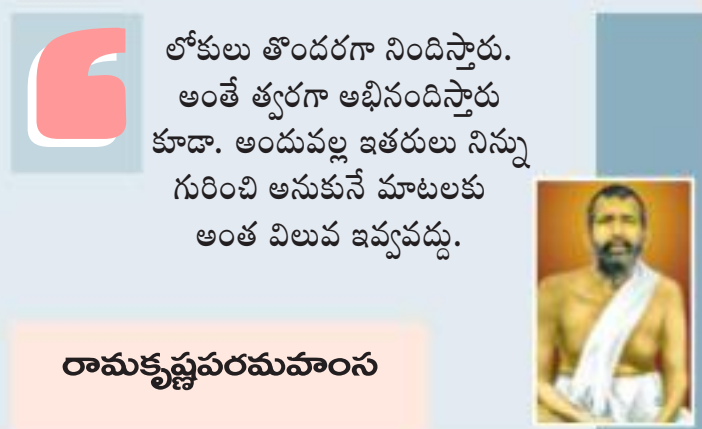 లోకులు తొందరగా నిందిస్తారు.
అంతే త్వరగా అభినందిస్తారు
కూడా. అందువల్ల ఇతరులు నిన్ను
గురించి అనుకునే మాటలకు
అంత విలువ ఇవ్వవద్దు.
రామకృష్ణపరమహంస